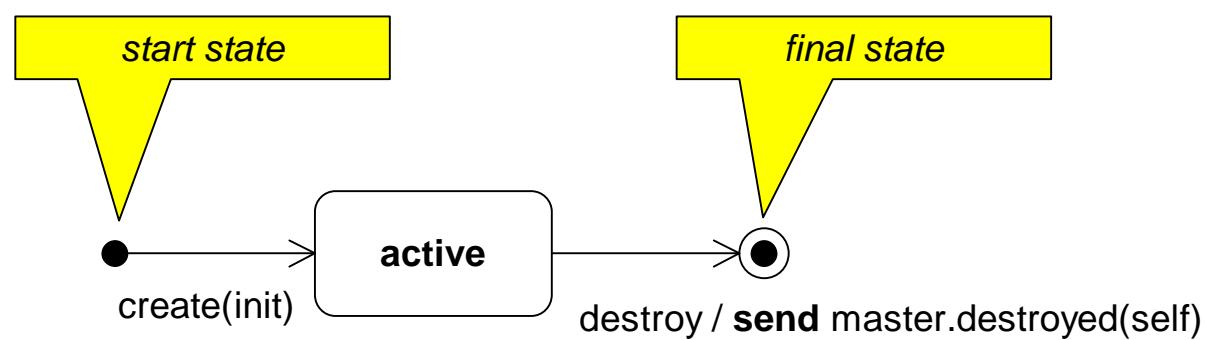 start state
final state
active
create(init)
destroy / send master.destroyed(self)